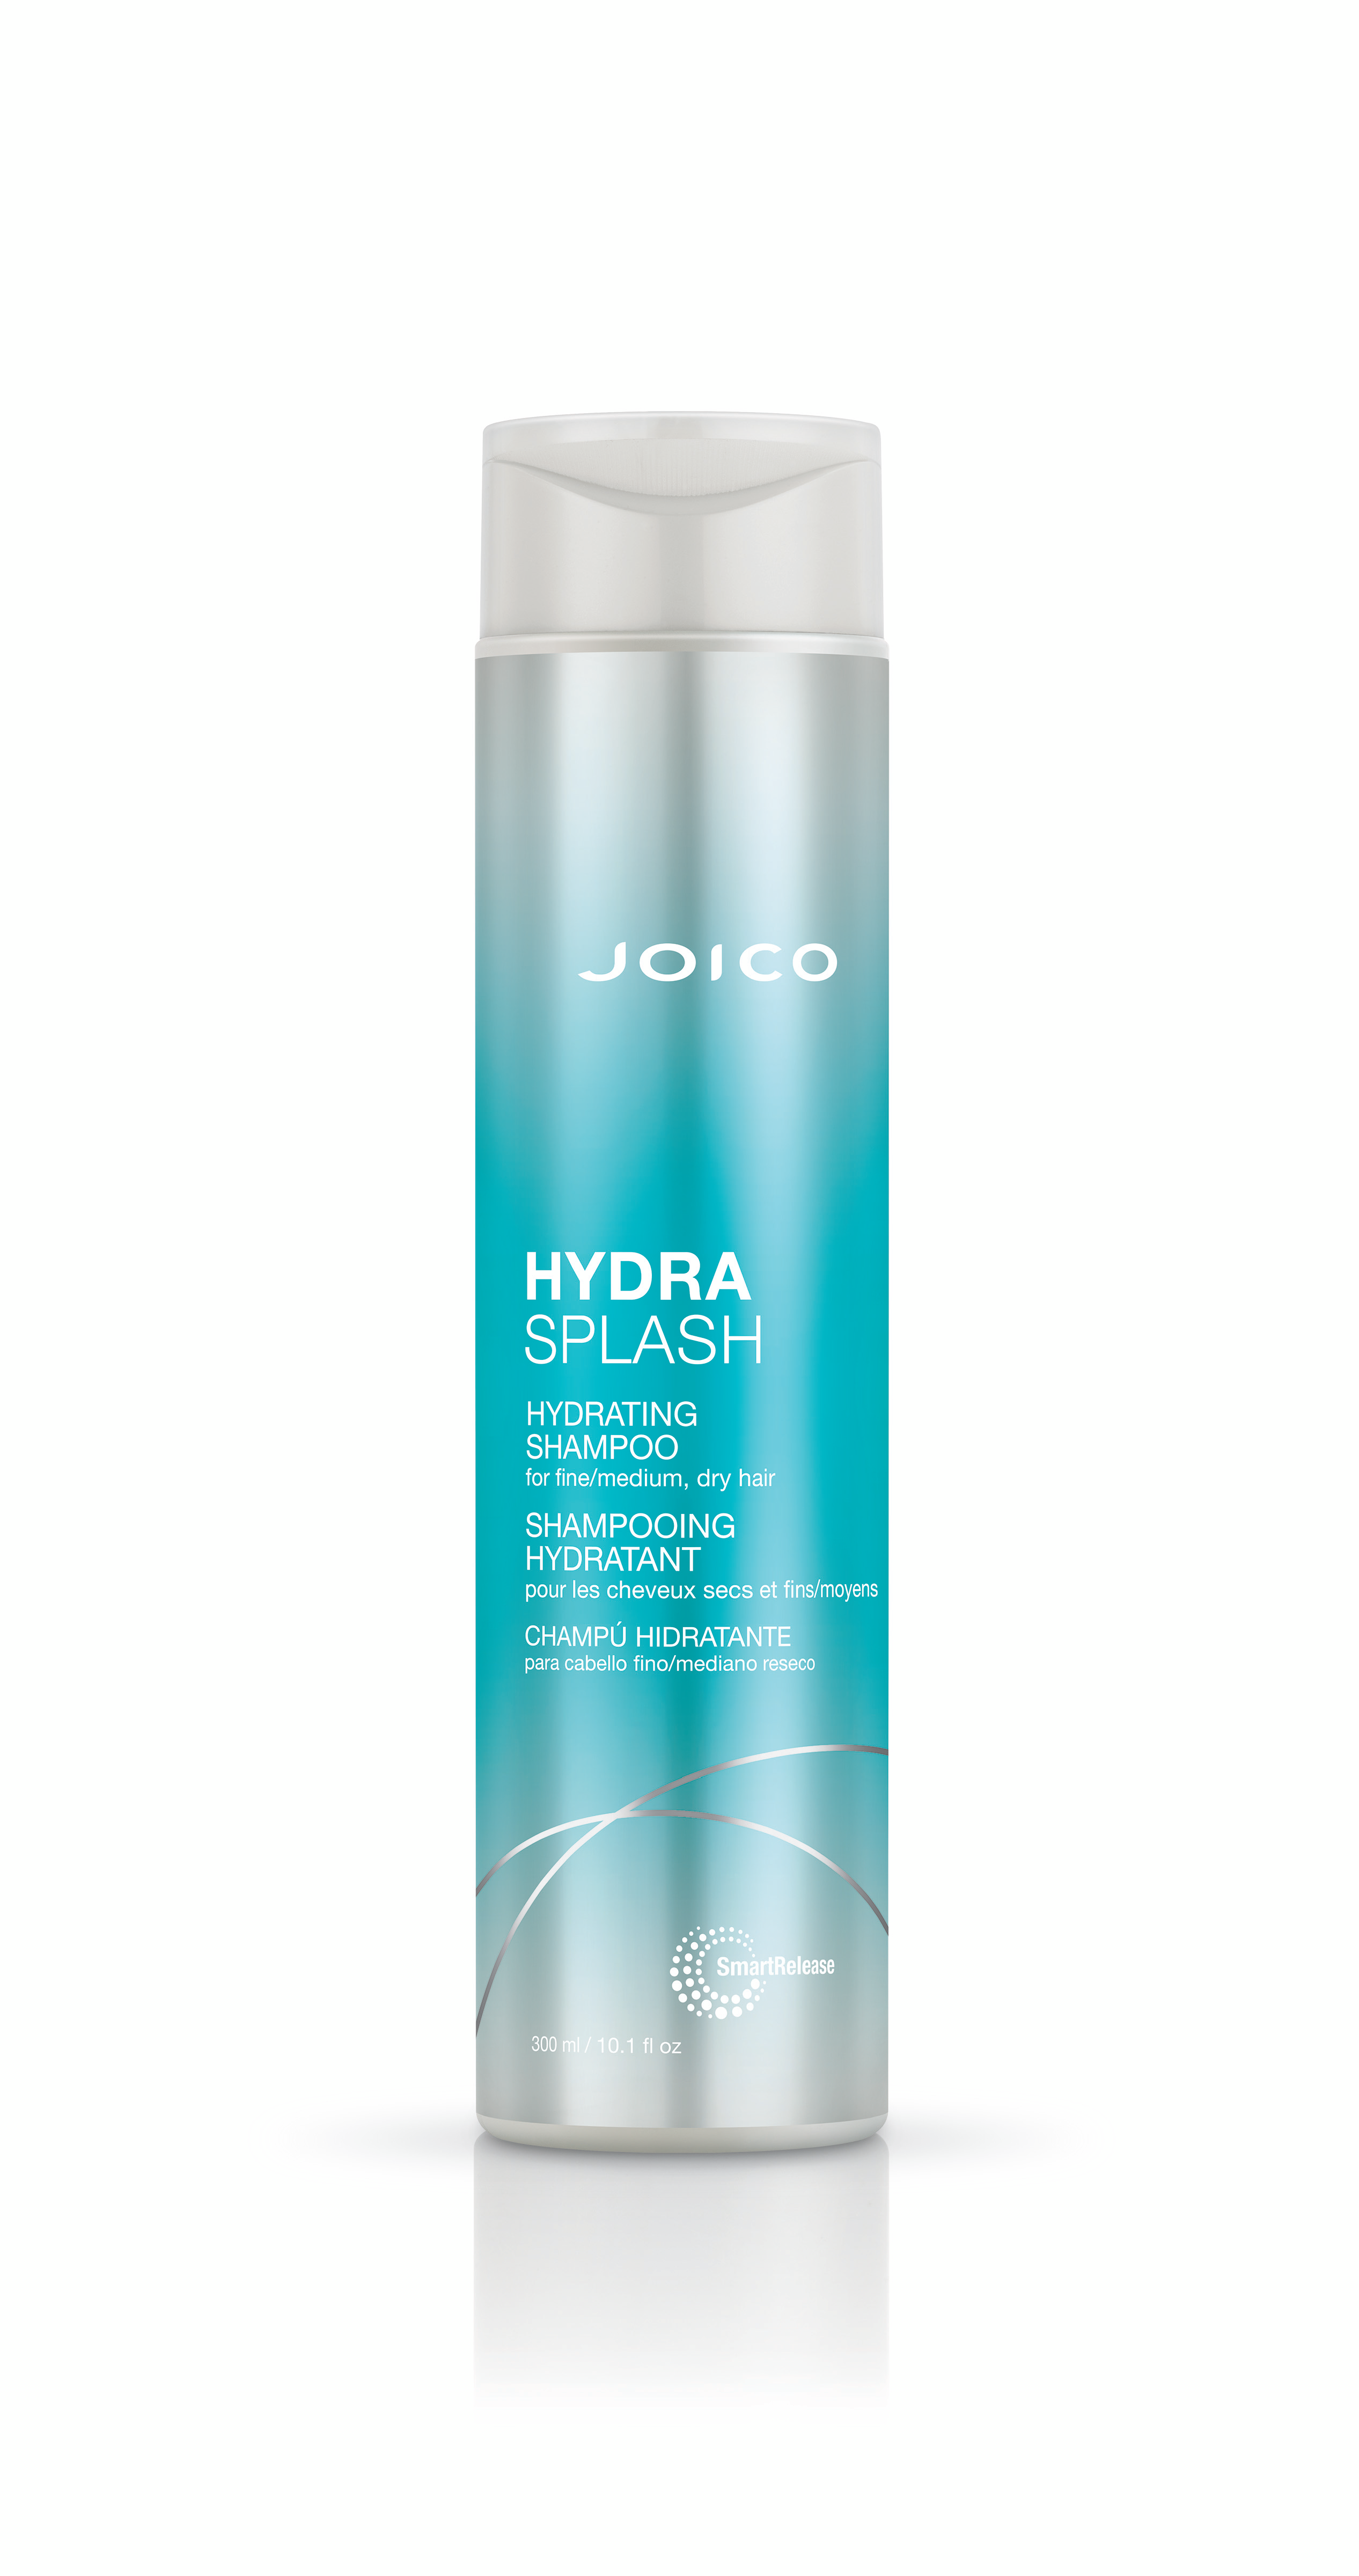 JOICO
HYDRA
SPLASH
HYDRATING
SHAMPOO
for fine/medium, dry hair
SHAMPOOING
HYDRATANT
pour les cheveux secs et fins/moyens
CHAMPÚ HIDRATANTE
para cabello fino/mediano reseco
SmartRelease
300 ml / 10.1 fl oz